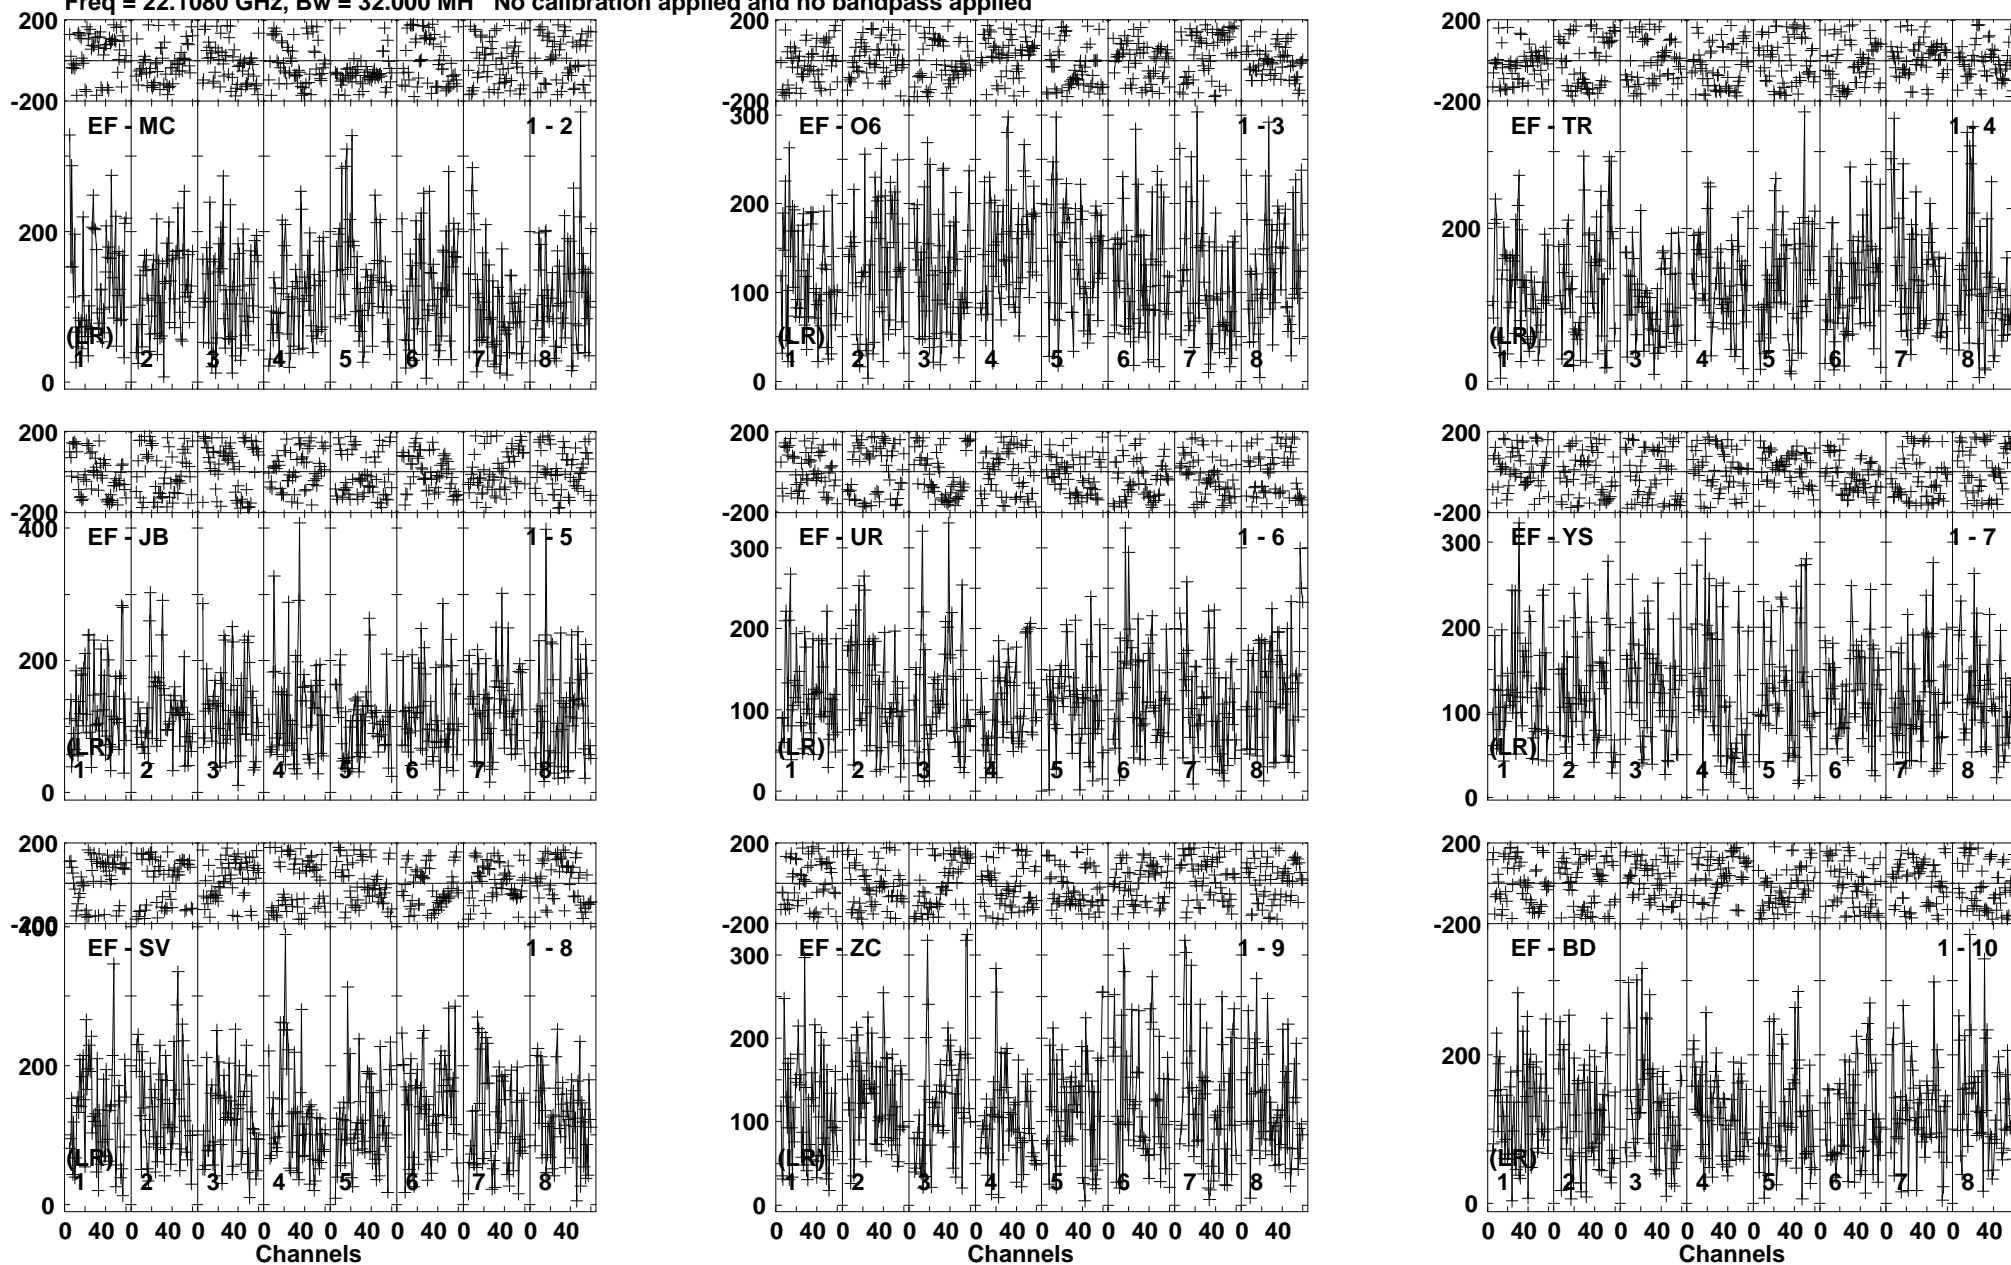 Freq = 22.1080 GHz, Bw = 32.000 MH No calibration applied and no bandpass applied
200 200 200
-200 -200 -200
EF - MC 1 - 2
300 EF - O6 1 - 3
EF - TR 1 - 4
200 200 200
100
(LR) (LR) (LR)
1 2 3 4 5 6 7 8 1 2 3 4 5 6 7 8 1 2 3 4 5 6 7 8
0 0 0
200 200 200
-200 -200 -200
400 EF - JB 1 - 5
300 EF - UR 1 - 6
300 EF - YS 1 - 7
200 200 200
100 100
(LR) (LR) (LR)
1 2 3 4 5 6 7 8 1 2 3 4 5 6 7 8 1 2 3 4 5 6 7 8
0 0 0
200 200 200
-200 -200 -200
400 EF - SV 1 - 8
300 EF - ZC 1 - 9
EF - BD 1 - 10
200 200 200
100
(LR) (LR) (LR)
1 2 3 4 5 6 7 8 1 2 3 4 5 6 7 8 1 2 3 4 5 6 7 8
0 0 0
0 40 0 40 0 40 0 40 0 40 0 40 0 40 0 40 0 40 0 40 0 40 0 40 0 40 0 40 0 40 0 40 0 40 0 40 0 40 0 40 0 40 0 40 0 40 0 40
Channels Channels Channels